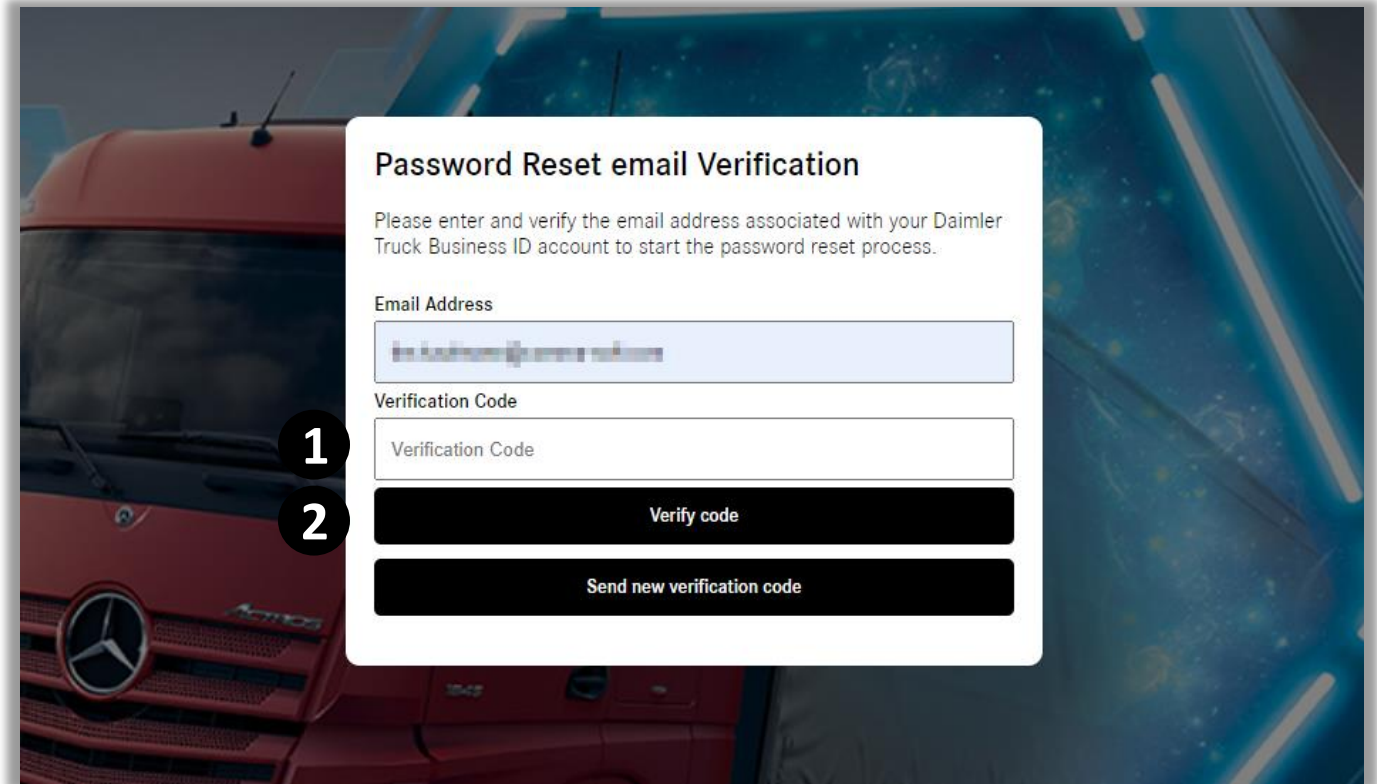 Password Reset email Verification
Please enter and verify the email address associated with your Daimler
Truck Business ID account to start the password reset process.
Email Address
Verification Code
1
Verification Code
2
Verify code
Send new verification code
ACTROS
1845